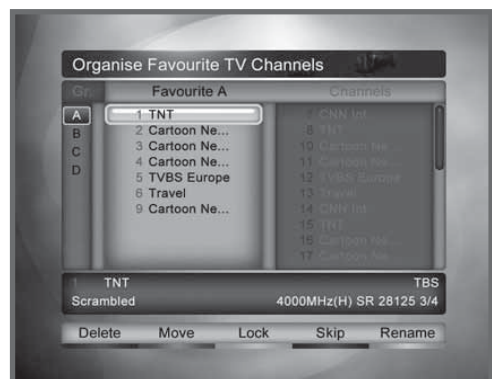 Organise Favourite TV Channels
Gr. Favourite A Channels
A
B
C
D
1 TNT
2 Cartoon Ne...
3 Cartoon Ne...
4 Cartoon Ne...
5 TVBS Europe
6 Travel
9 Cartoon Ne...
7 CNN Int.
8 TNT
10 Cartoon Ne...
11 Cartoon Ne...
12 TVBS Europe
13 Travel
14 CNN Int.
15 TNT
16 Cartoon Ne...
17 Cartoon Ne...
1 TNT TBS
Scrambled 4000MHz(H) SR 28125 3/4
Delete Move Lock Skip Rename